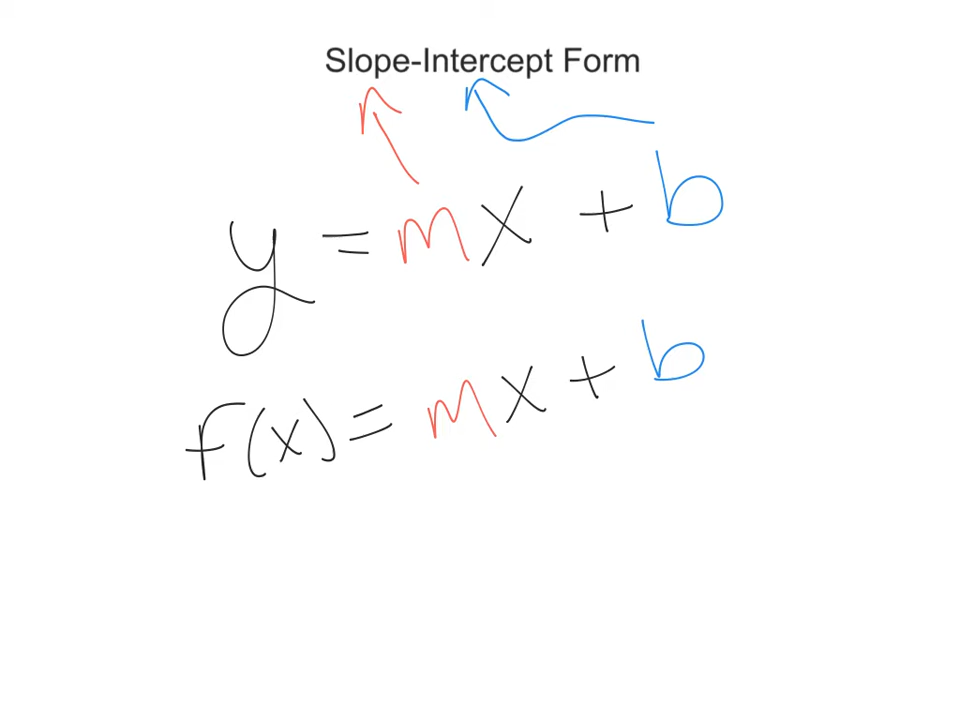 Slope-Intercept Form
y = mx + b
f(x) = mx + b